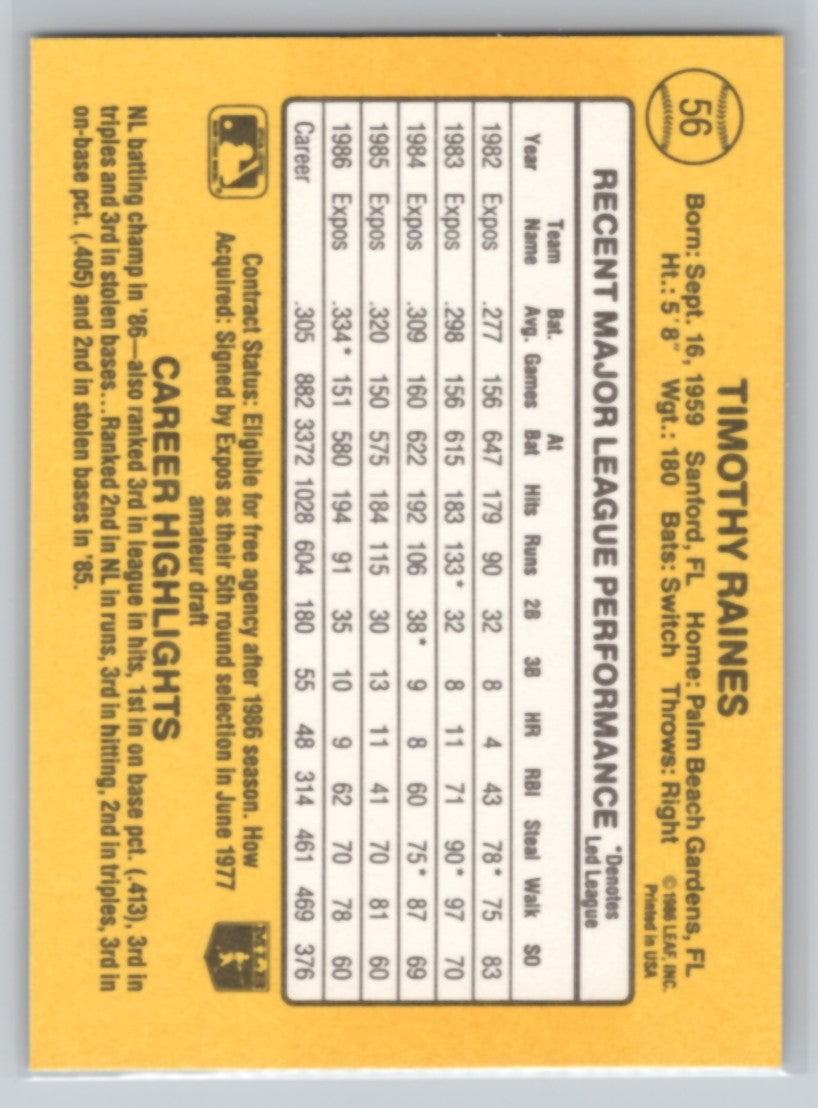 56
TIMOTHY RAINES
Born: Sept. 16, 1959 Sanford, FL Home: Palm Beach Gardens, FL
Ht.: 5' 8" Wgt.: 180 Bats: Switch Throws: Right
© 1986 LEAF, INC.
Printed in USA
RECENT MAJOR LEAGUE PERFORMANCE *Denotes Led League
Year Team Name Bat. Avg. Games At Bat Hits Runs 2B 3B HR RBI Steal Walk SO
1982 Expos .277 156 647 179 90 32 8 4 43 78* 75 83
1983 Expos .298 156 615 183 133* 32 8 11 71 90* 97 70
1984 Expos .309 160 622 192 106 38* 9 8 60 75* 87 69
1985 Expos .320 150 575 184 115 30 13 11 41 70 81 60
1986 Expos .334* 151 580 194 91 35 10 9 62 70 78 60
Career .305 882 3372 1028 604 180 55 48 314 461 469 376
Contract Status: Eligible for free agency after 1986 season. How
Acquired: Signed by Expos as their 5th round selection in June 1977
amateur draft
MLB
CAREER HIGHLIGHTS
NL batting champ in '86—also ranked 3rd in league in hits, 1st in on base pct. (.413), 3rd in
triples and 3rd in stolen bases...Ranked 2nd in NL in runs, 3rd in hitting, 2nd in triples, 3rd in
on-base pct. (.405) and 2nd in stolen bases in '85.